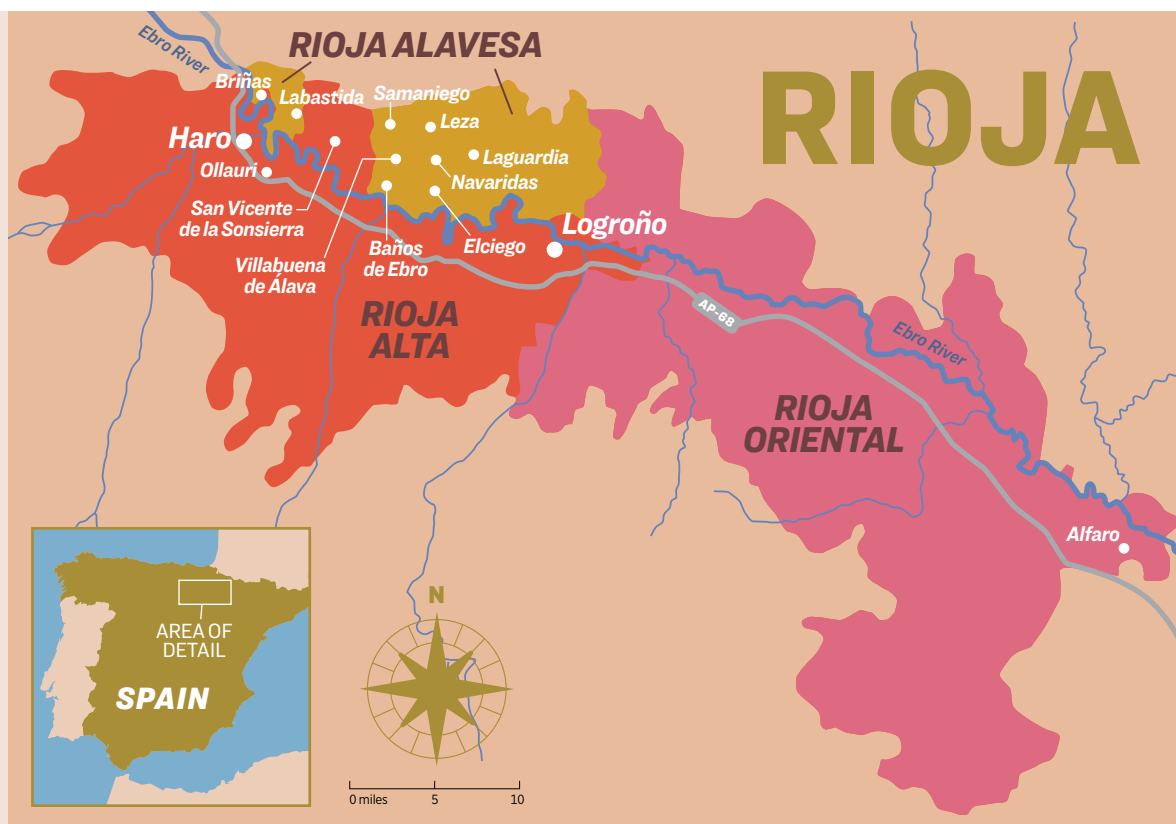 RIOJA
RIOJA ALAVESA
Ebro River
Briñas
Labastida
Samaniego
Leza
Haro
Laguardia
Ollauri
Navaridas
San Vicente
de la Sonsierra
Villabuena
de Álava
Baños
de Ebro
Elciego
Logroño
RIOJA
ALTA
AP-68
Ebro River
RIOJA
ORIENTAL
Alfaro
AREA OF
DETAIL
SPAIN
N
0 miles 5 10